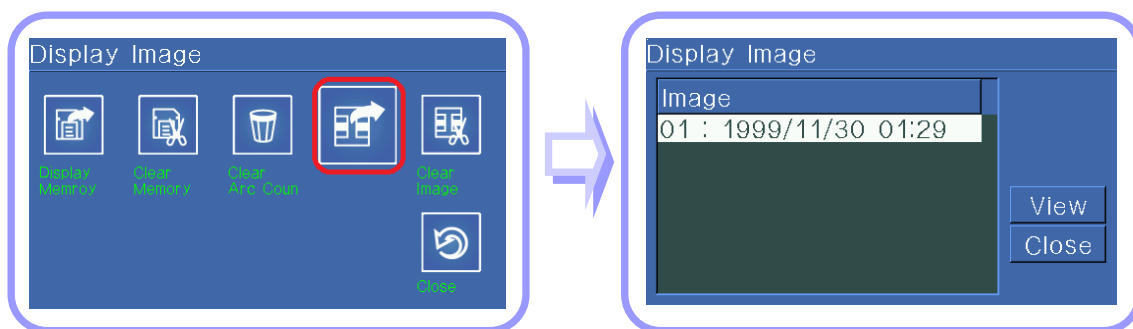 Display Image
Display
Memroy
Clear
Memory
Clear
Arc Coun
Clear
Image
Close
Display Image
Image
01 : 1999/11/30 01:29
View
Close